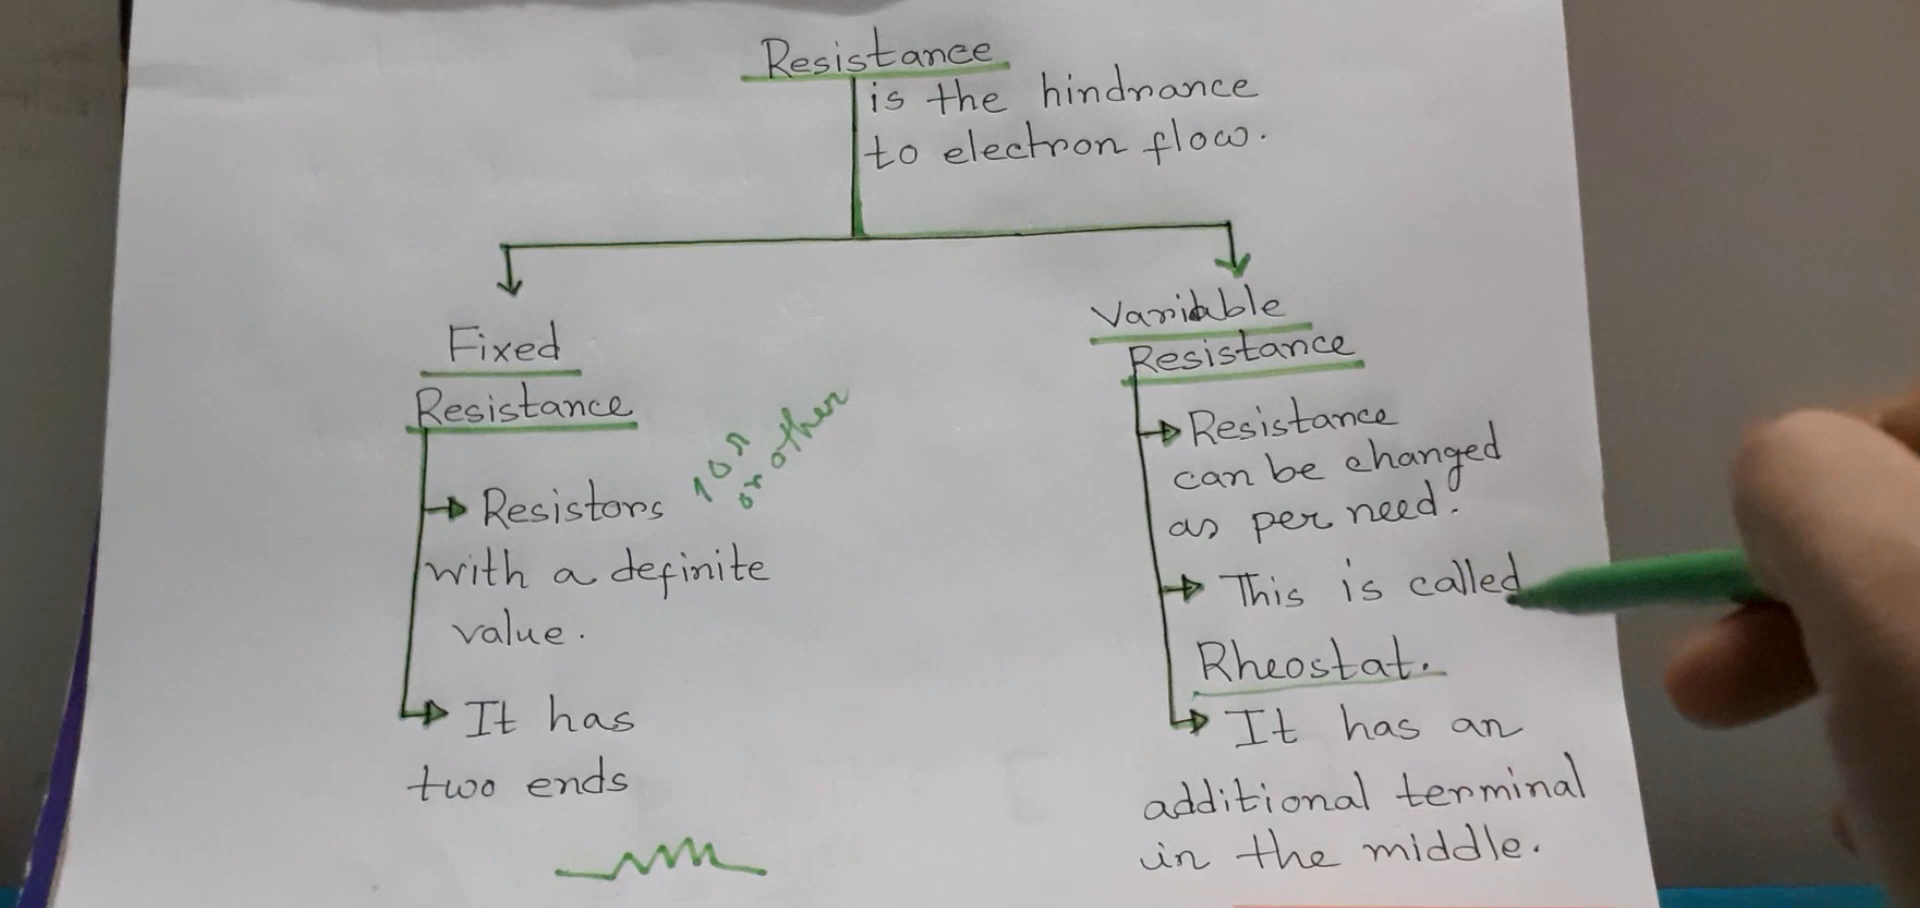 Resistance
is the hindrance
to electron flow.
Fixed
Resistance
10Ω
or other
Resistors
with a definite
value.
It has
two ends
Variable
Resistance
Resistance
can be changed
as per need.
This is called
Rheostat.
It has an
additional terminal
in the middle.